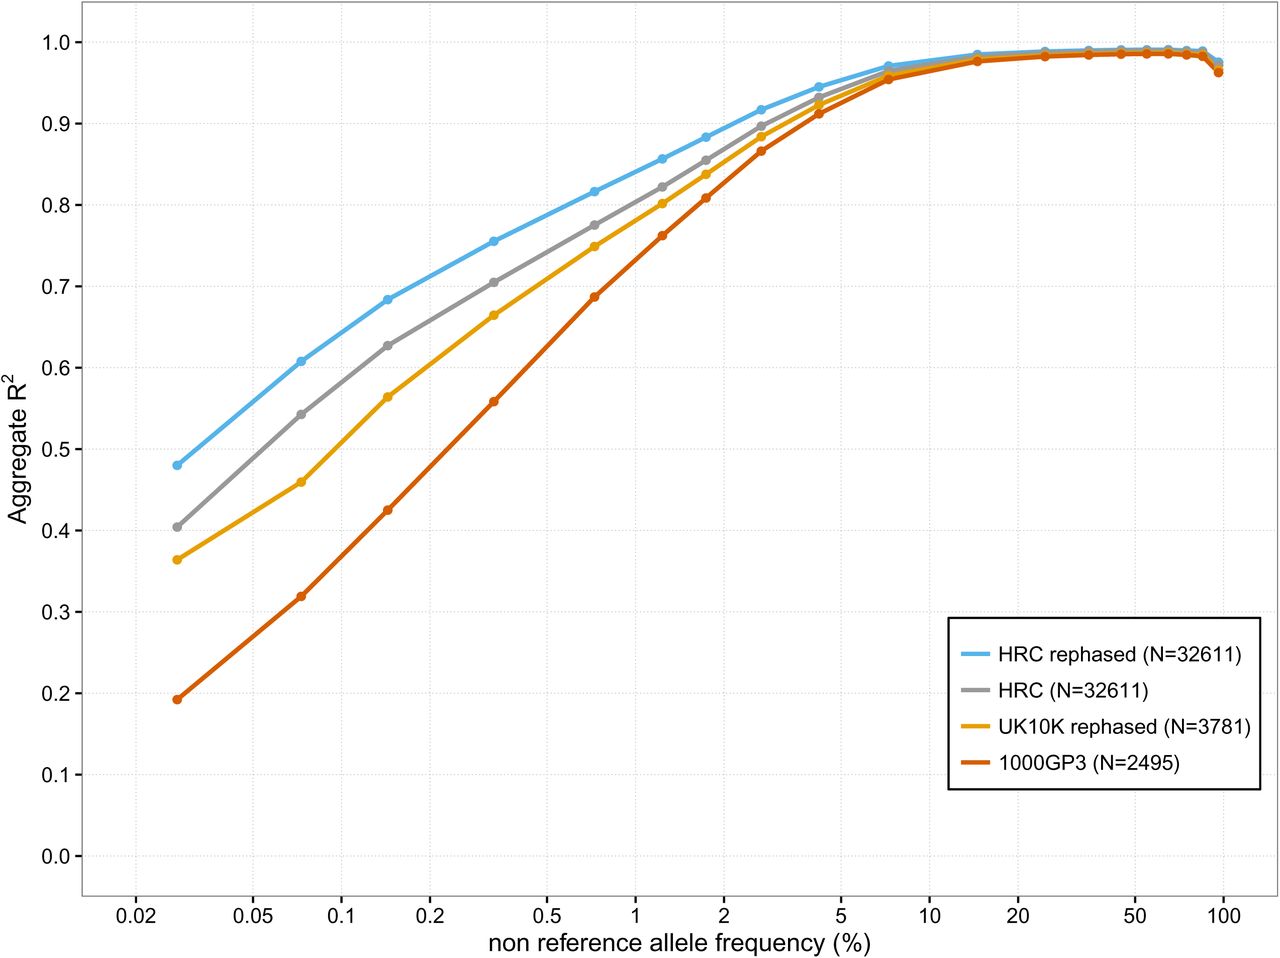 1.0
0.9
0.8
0.7
0.6
0.5
0.4
0.3
0.2
0.1
0.0
Aggregate R²
HRC rephased (N=32611)
HRC (N=32611)
UK10K rephased (N=3781)
1000GP3 (N=2495)
0.02 0.05 0.1 0.2 0.5 1 2 5 10 20 50 100
non reference allele frequency (%)